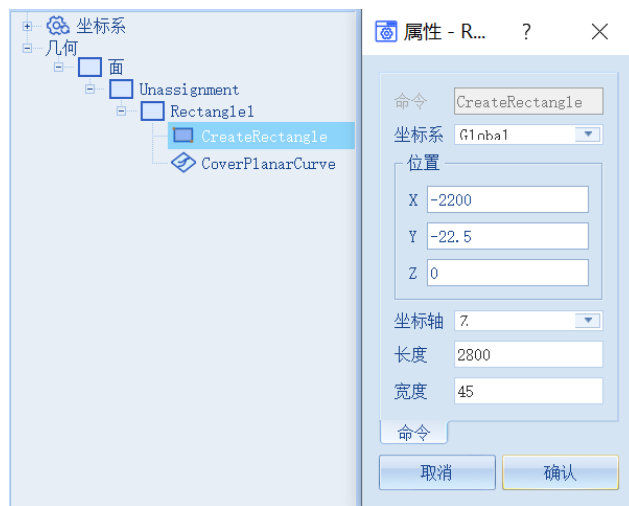 坐标系
几何
面
Unassignment
Rectangle1
CreateRectangle
CoverPlanarCurve
属性 - R... ?
命令 CreateRectangle
坐标系 Global
位置
X -2200
Y -22.5
Z 0
坐标轴 Z
长度 2800
宽度 45
命令
取消 确认